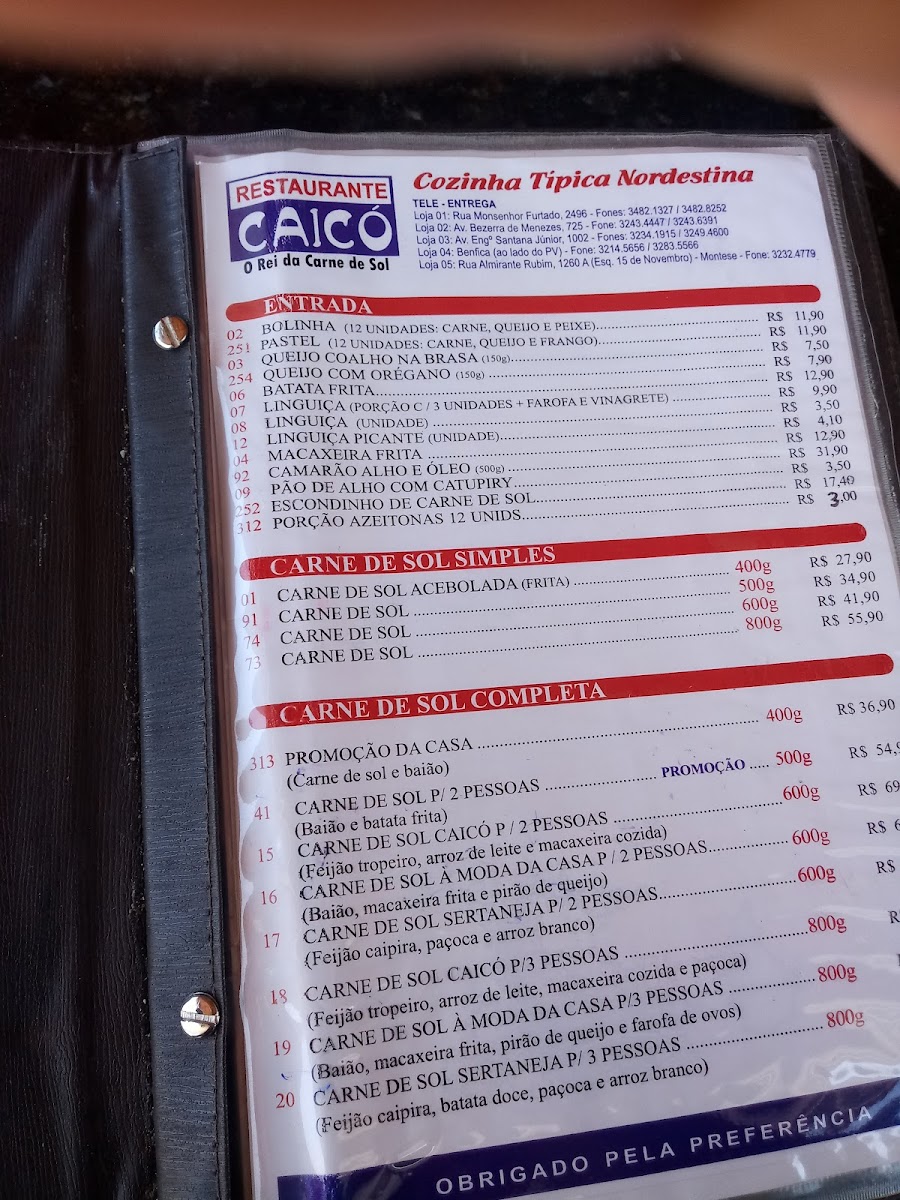 RESTAURANTE
CAICÓ
O Rei da Carne de Sol
Cozinha Típica Nordestina
TELE - ENTREGA
Loja 01: Rua Monsenhor Furtado, 2496 - Fones: 3482.1327 / 3482.8252
Loja 02: Av. Bezerra de Menezes, 725 - Fone: 3243.4447 / 3243.6391
Loja 03: Av. Engº Santana Júnior, 1002 - Fones: 3234.1915 / 3249.4600
Loja 04: Benfica (ao lado do PV) - Fone: 3214.5656 / 3283.5566
Loja 05: Rua Almirante Rubim, 1260 A (Esq. 15 de Novembro) - Montese - Fone: 3232.4779
ENTRADA
02 BOLINHA (12 UNIDADES: CARNE, QUEIJO E PEIXE) R$ 11,90
251 PASTEL (12 UNIDADES: CARNE, QUEIJO E FRANGO) R$ 11,90
03 QUEIJO COALHO NA BRASA (150g) R$ 7,50
254 QUEIJO COM ORÉGANO (150g) R$ 7,90
06 BATATA FRITA R$ 12,90
07 LINGUIÇA (PORÇÃO C / 3 UNIDADES + FAROFA E VINAGRETE) R$ 9,90
08 LINGUIÇA (UNIDADE) R$ 3,50
12 LINGUIÇA PICANTE (UNIDADE) R$ 4,10
04 MACAXEIRA FRITA R$ 12,90
92 CAMARÃO ALHO E ÓLEO (500g) R$ 31,90
09 PÃO DE ALHO COM CATUPIRY R$ 3,50
252 ESCONDINHO DE CARNE DE SOL R$ 17,40
312 PORÇÃO AZEITONAS 12 UNIDS R$ 3,00
CARNE DE SOL SIMPLES
01 CARNE DE SOL ACEBOLADA (FRITA) 400g R$ 27,90
91 CARNE DE SOL 500g R$ 34,90
74 CARNE DE SOL 600g R$ 41,90
73 CARNE DE SOL 800g R$ 55,90
CARNE DE SOL COMPLETA
313 PROMOÇÃO DA CASA 400g R$ 36,90
(Carne de sol e baião)
41 CARNE DE SOL P/ 2 PESSOAS PROMOÇÃO 500g R$ 54,
(Baião e batata frita)
15 CARNE DE SOL CAICÓ P / 2 PESSOAS 600g R$ 69
(Feijão tropeiro, arroz de leite e macaxeira cozida)
16 CARNE DE SOL À MODA DA CASA P / 2 PESSOAS 600g R$ 6
(Baião, macaxeira frita e pirão de queijo)
17 CARNE DE SOL SERTANEJA P/ 2 PESSOAS 600g R$
(Feijão caipira, paçoca e arroz branco)
18 CARNE DE SOL CAICÓ P/3 PESSOAS 800g
(Feijão tropeiro, arroz de leite, macaxeira cozida e paçoca)
19 CARNE DE SOL À MODA DA CASA P/3 PESSOAS 800g
(Baião, macaxeira frita, pirão de queijo e farofa de ovos)
20 CARNE DE SOL SERTANEJA P/ 3 PESSOAS 800g
(Feijão caipira, batata doce, paçoca e arroz branco)
OBRIGADO PELA PREFERÊNCIA